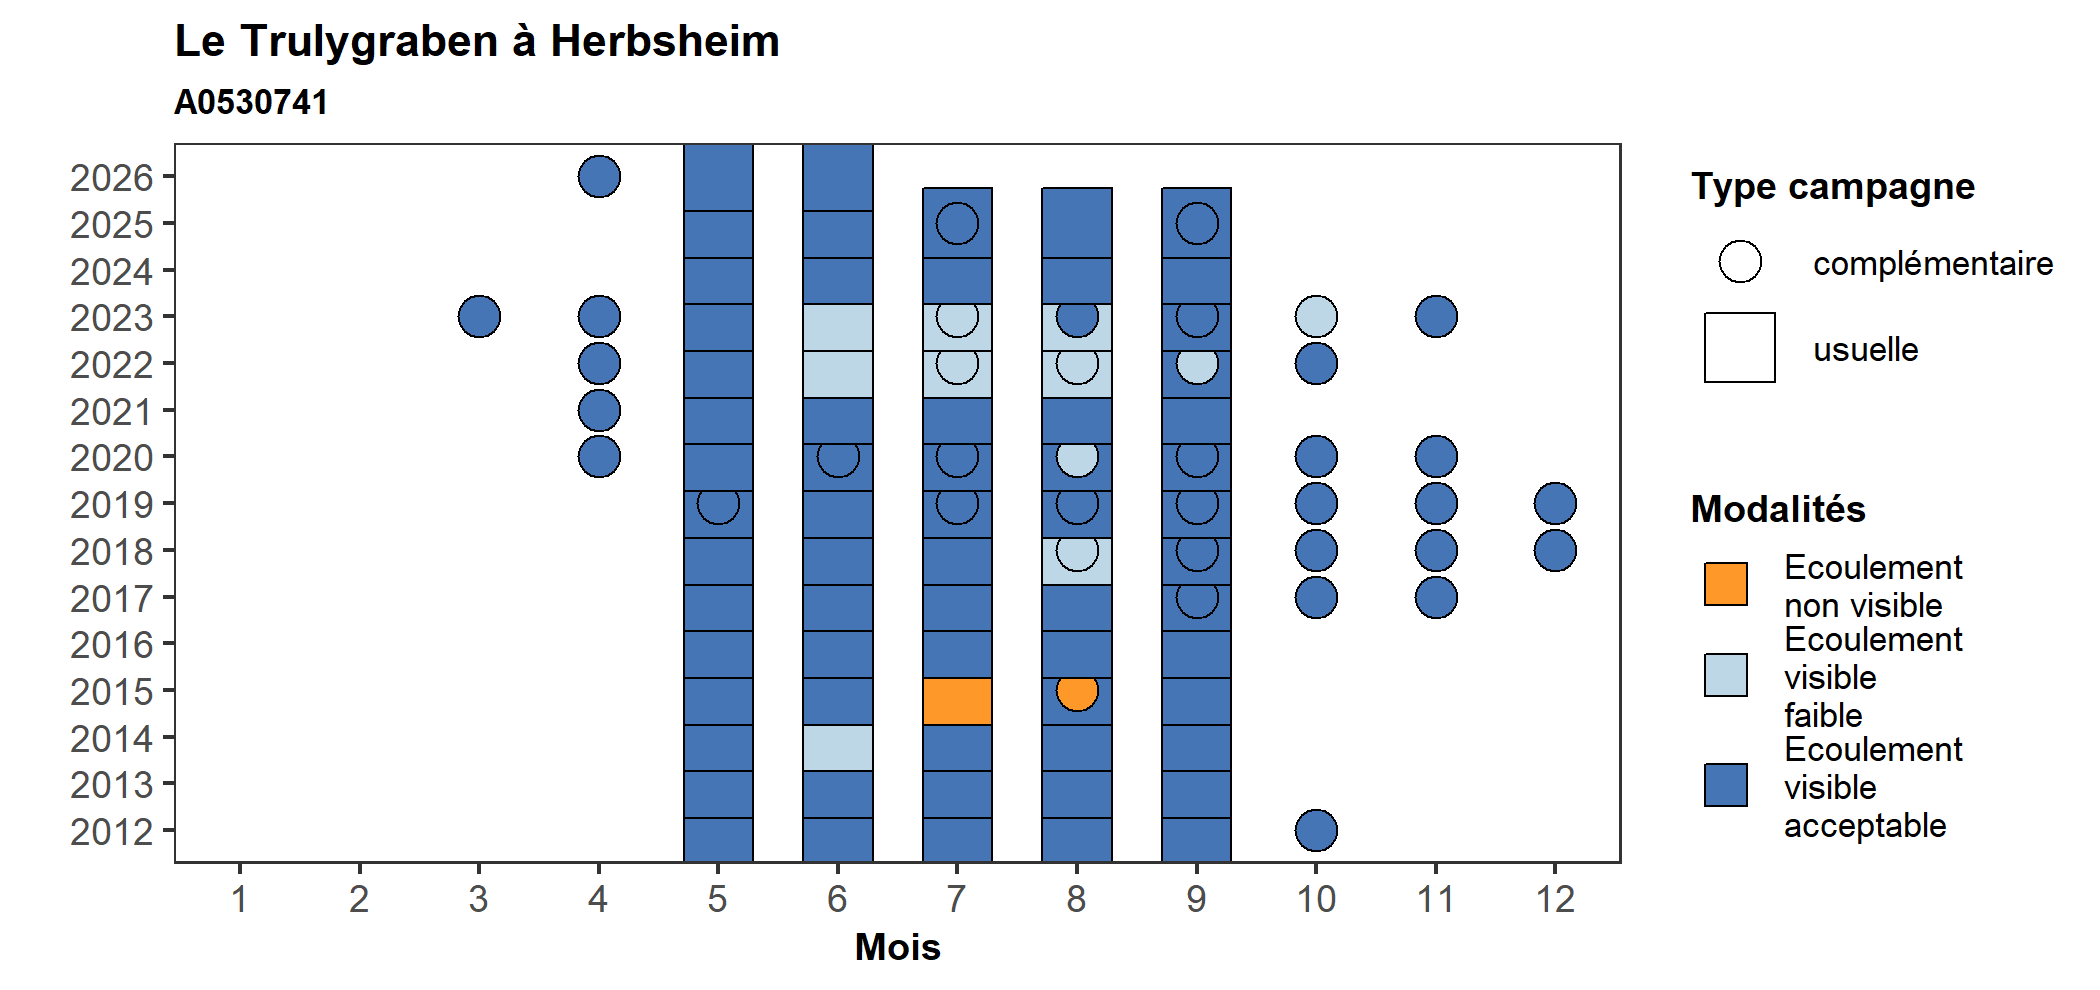 Le Trulygraben à Herbsheim
A0530741
2026
2025
2024
2023
2022
2021
2020
2019
2018
2017
2016
2015
2014
2013
2012
1 2 3 4 5 6 7 8 9 10 11 12
Mois
Type campagne
complémentaire
usuelle
Modalités
Ecoulement
non visible
Ecoulement
visible
faible
Ecoulement
visible
acceptable